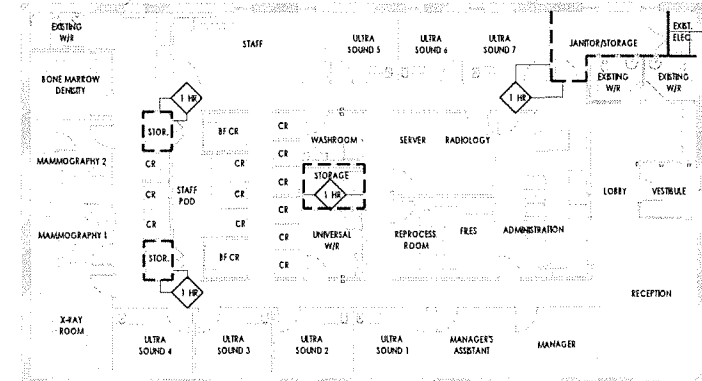 EXISTING
W/R
STAFF
ULTRA
SOUND 5
ULTRA
SOUND 6
ULTRA
SOUND 7
JANITOR/STORAGE
EXIST.
ELEC.
BONE MARROW
DENSITY
EXISTING
W/R
EXISTING
W/R
1 HR
1 HR
STOR.
BF CR
CR
WASHROOM
SERVER
RADIOLOGY
MAMMOGRAPHY 2
CR
CR
CR
STORAGE
1 HR
CR
STAFF
POD
CR
CR
CR
LOBBY
VESTIBULE
MAMMOGRAPHY 1
CR
CR
CR
UNIVERSAL
W/R
REPROCESS
ROOM
FILES
ADMINISTRATION
STOR.
BF CR
CR
1 HR
RECEPTION
X-RAY
ROOM
ULTRA
SOUND 4
ULTRA
SOUND 3
ULTRA
SOUND 2
ULTRA
SOUND 1
MANAGER'S
ASSISTANT
MANAGER